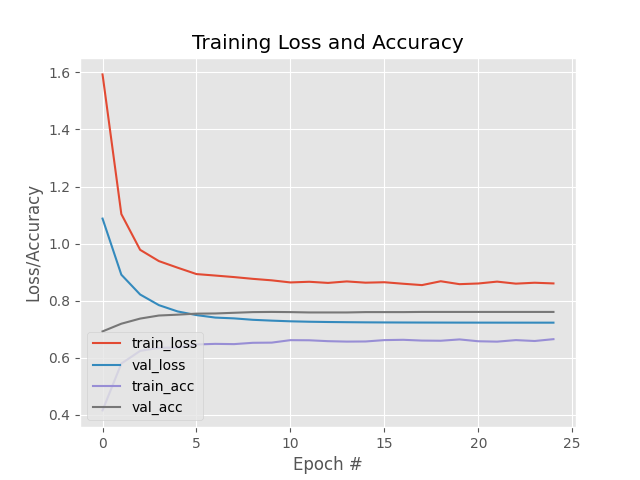 Training Loss and Accuracy
Loss/Accuracy
1.6
1.4
1.2
1.0
0.8
0.6
0.4
train_loss
val_loss
train_acc
val_acc
0 5 10 15 20 25
Epoch #